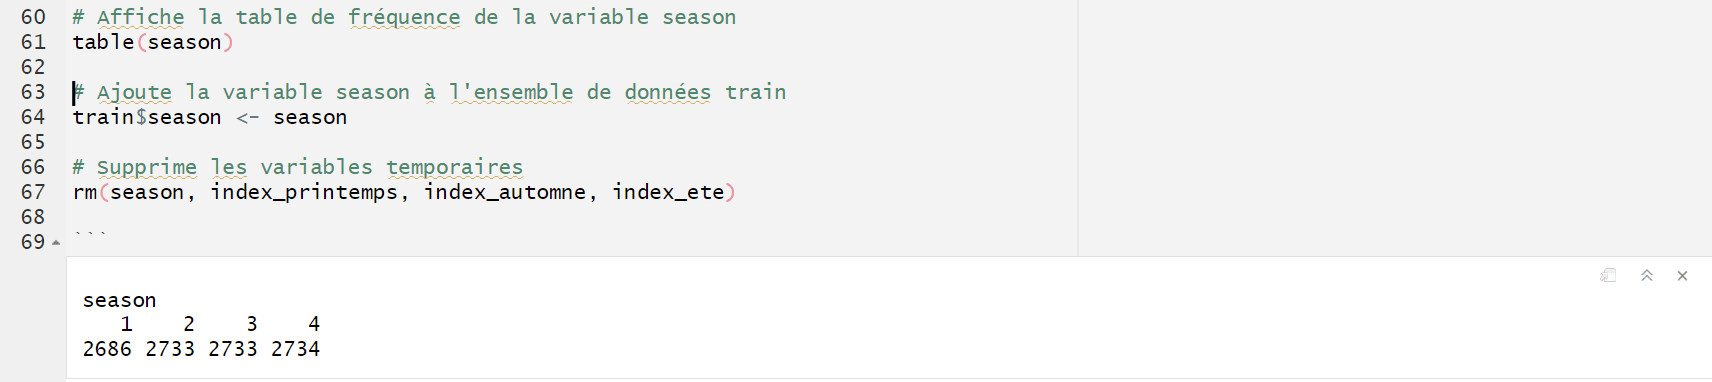 60 # Affiche la table de fréquence de la variable season
61 table(season)
62
63 # Ajoute la variable season à l'ensemble de données train
64 train$season <- season
65
66 # Supprime les variables temporaires
67 rm(season, index_printemps, index_automne, index_ete)
68
69 ```
season
1 2 3 4
2686 2733 2733 2734